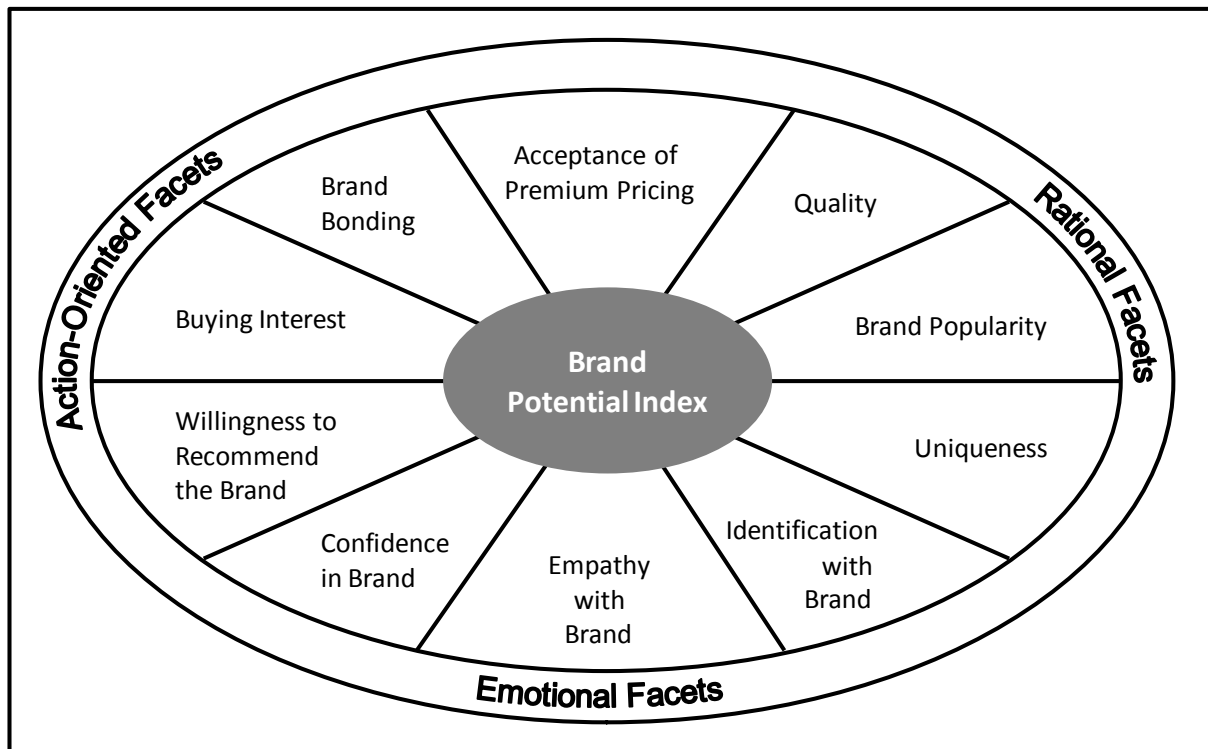 Acceptance of
Premium Pricing
Quality
Brand Popularity
Uniqueness
Identification
with
Brand
Empathy
with
Brand
Confidence
in Brand
Willingness to
Recommend
the Brand
Buying Interest
Brand
Bonding
Brand
Potential Index
Action-Oriented Facets
Rational Facets
Emotional Facets